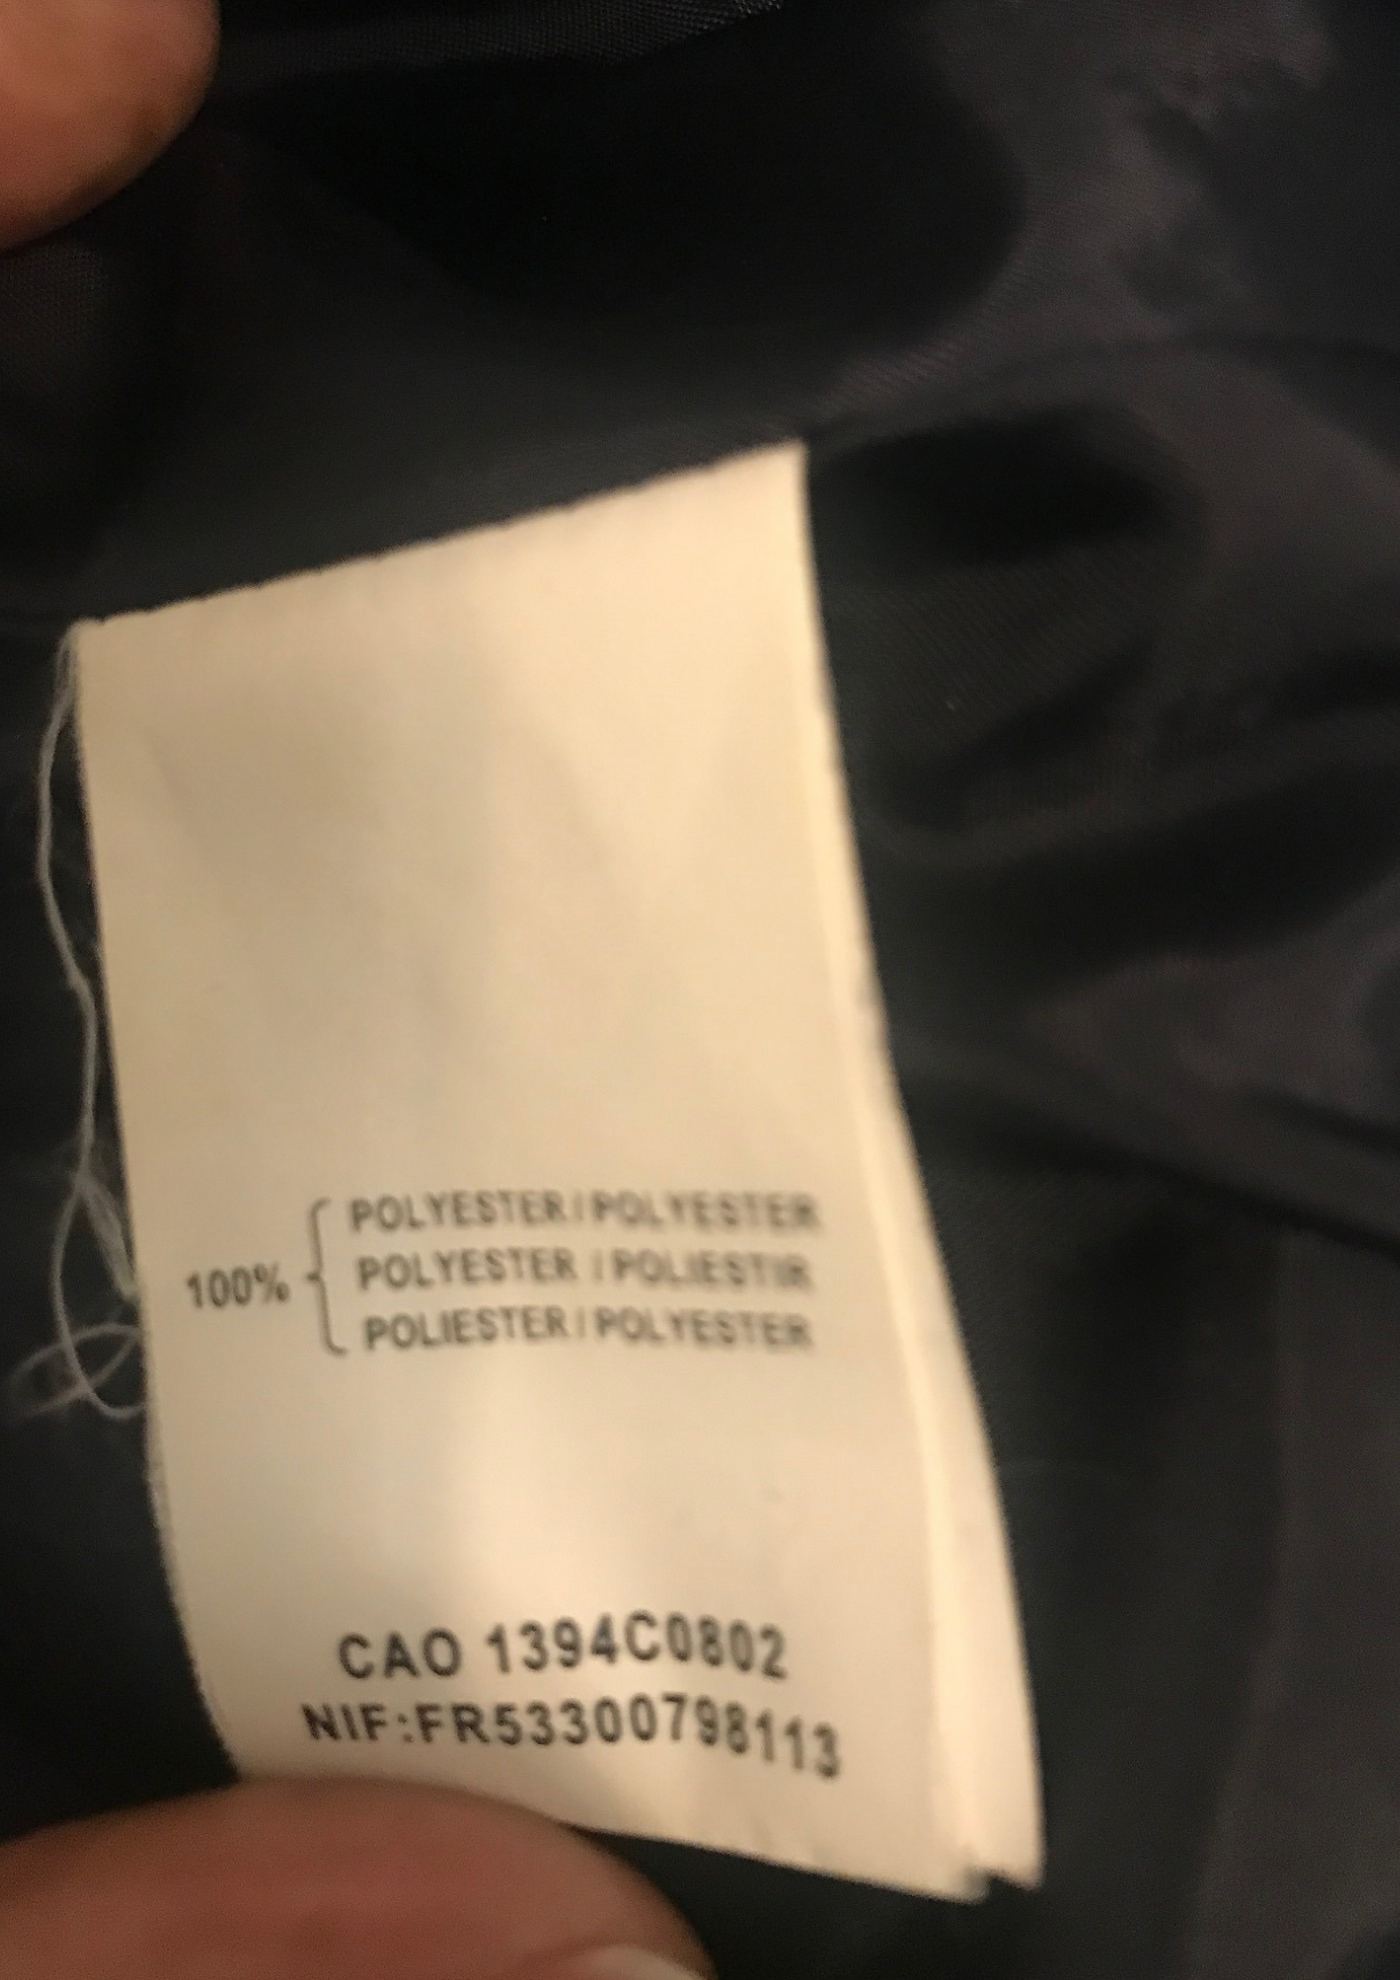 POLYESTER / POLYESTER
100% POLYESTER / POLIESTIR
POLIESTER / POLYESTER
CAO 1394C0802
NIF:FR53300798113